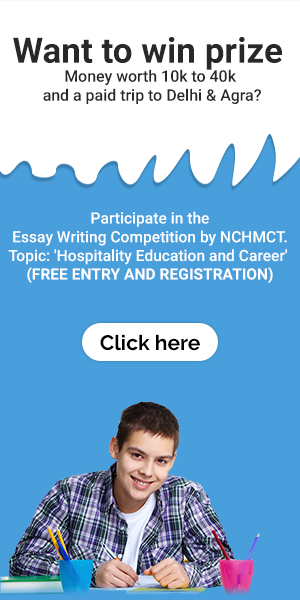 Want to win prize
Money worth 10k to 40k
and a paid trip to Delhi & Agra?
Participate in the
Essay Writing Competition by NCHMCT.
Topic: 'Hospitality Education and Career'
(FREE ENTRY AND REGISTRATION)
Click here